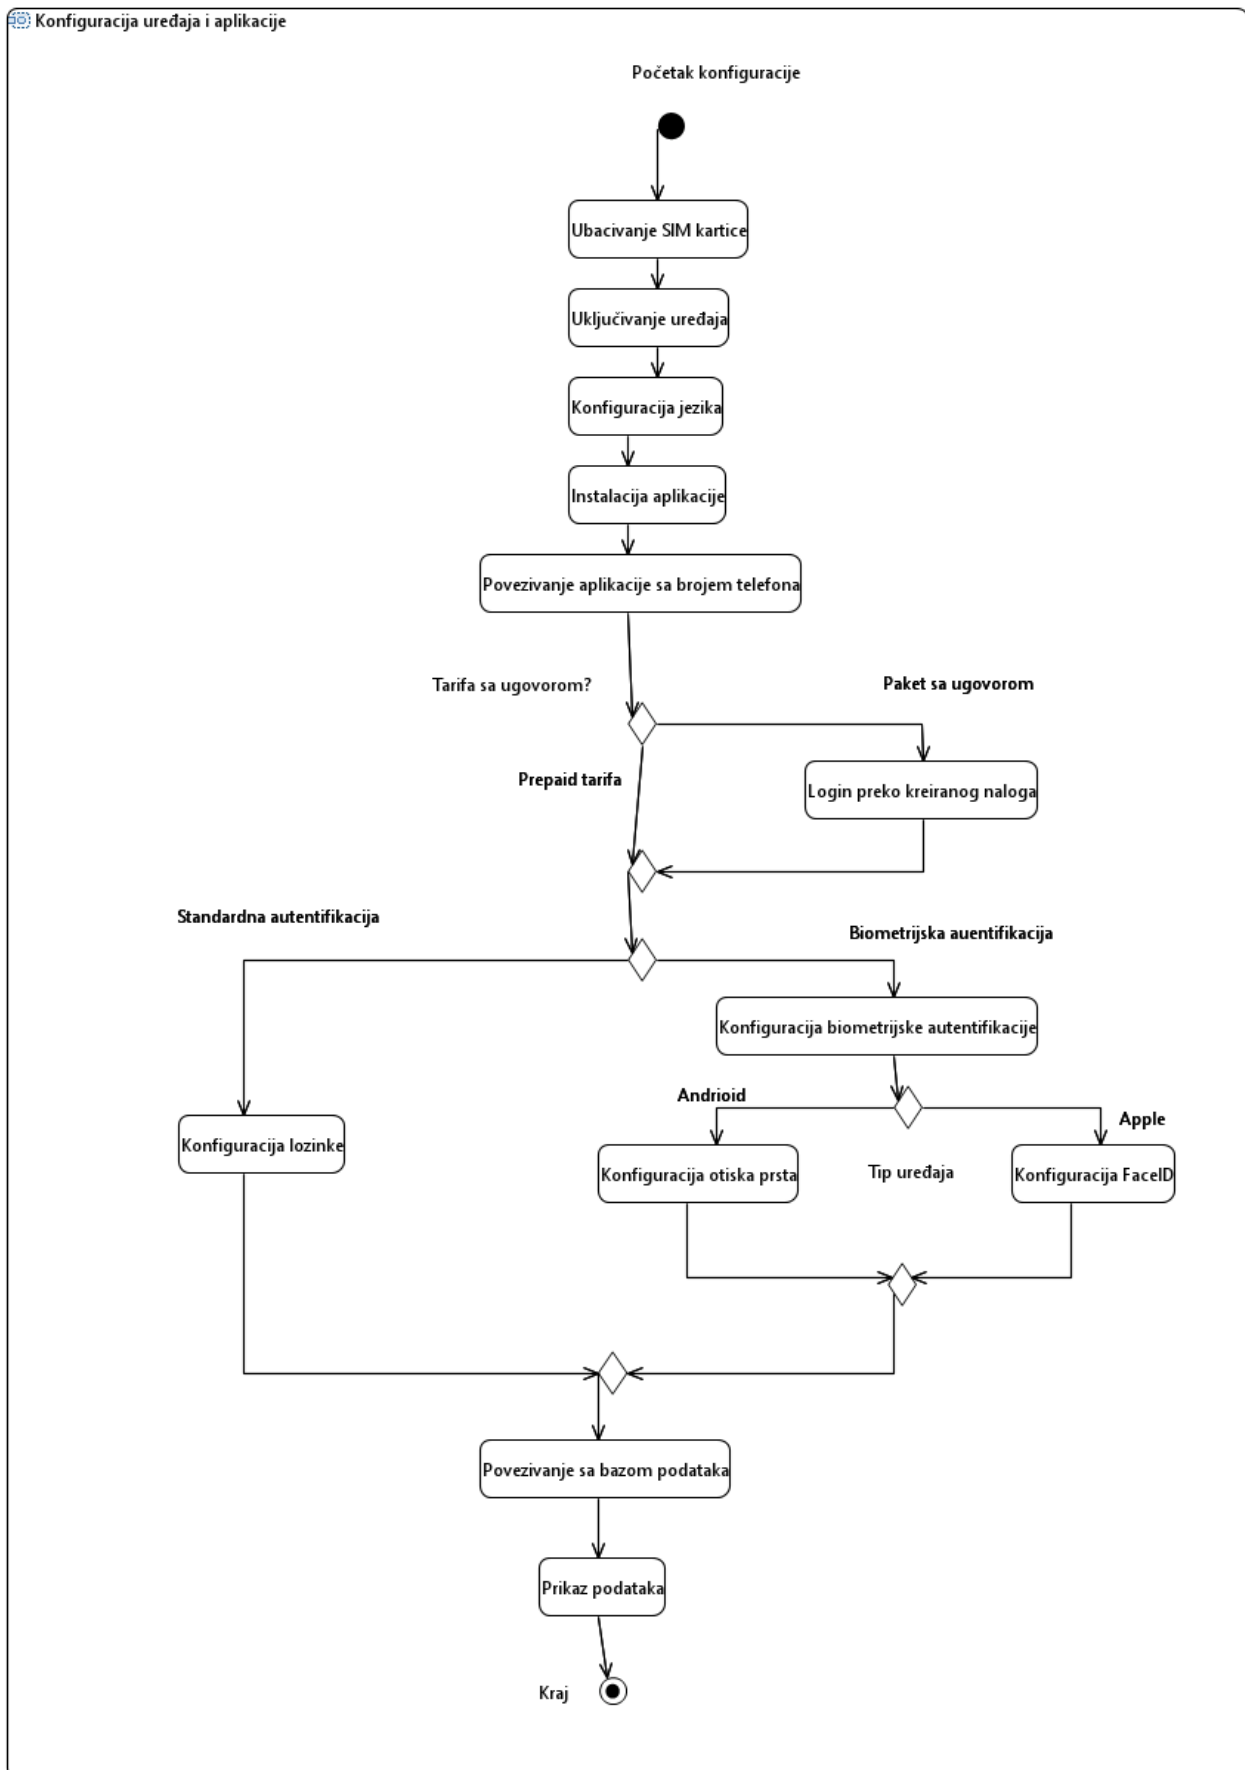 Konfiguracija uređaja i aplikacije
Početak konfiguracije
Ubacivanje SIM kartice
Uključivanje uređaja
Konfiguracija jezika
Instalacija aplikacije
Povezivanje aplikacije sa brojem telefona
Tarifa sa ugovorom?
Paket sa ugovorom
Prepaid tarifa
Login preko kreiranog naloga
Standardna autentifikacija
Biometrijska auentifikacija
Konfiguracija biometrijske autentifikacije
Andrioid
Apple
Konfiguracija lozinke
Konfiguracija otiska prsta
Tip uređaja
Konfiguracija FaceID
Povezivanje sa bazom podataka
Prikaz podataka
Kraj